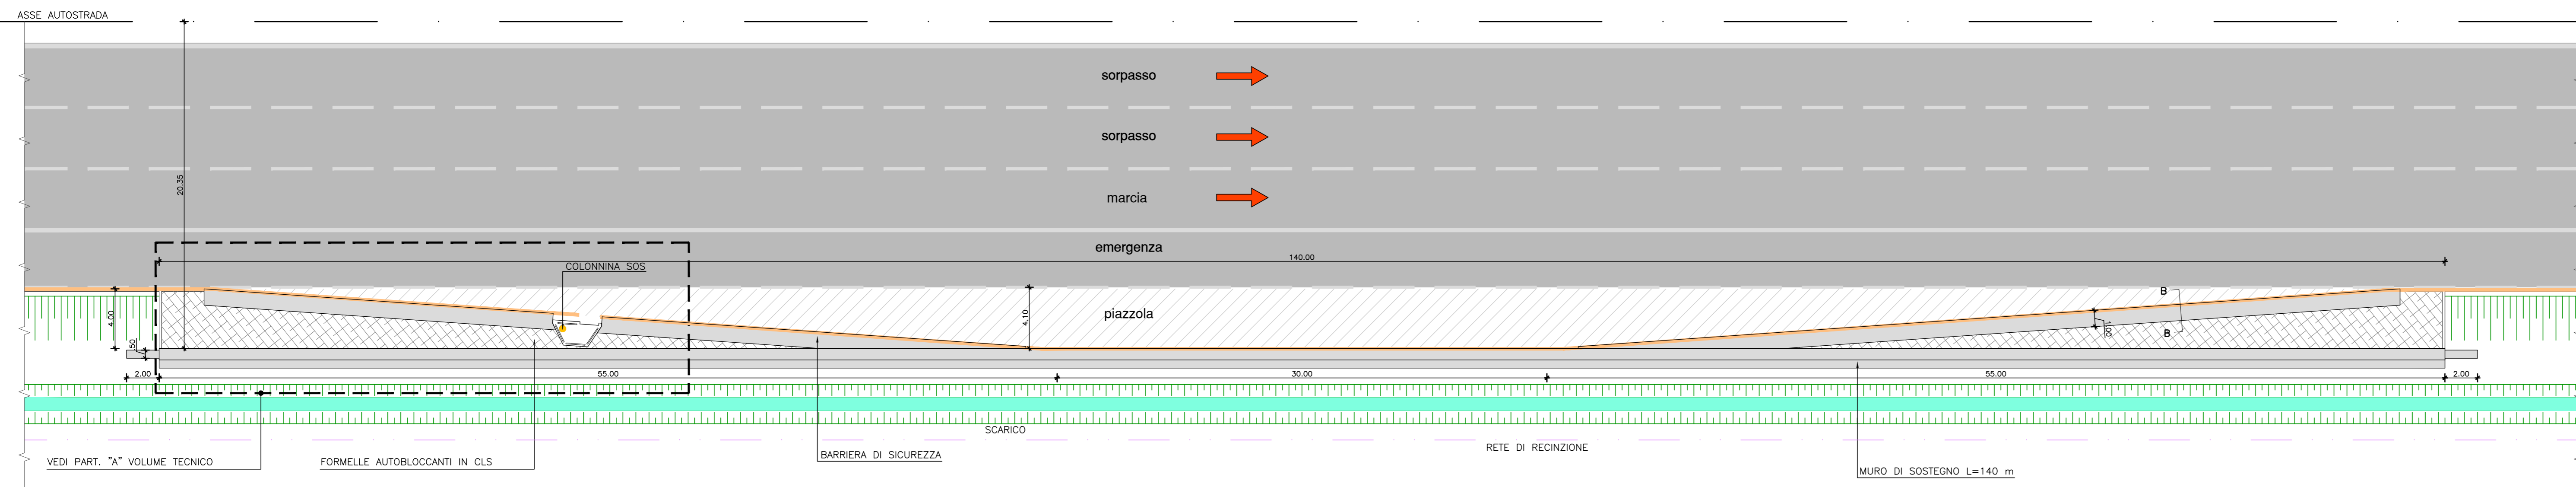 ASSE AUTOSTRADA
sorpasso
sorpasso
20.35
marcia
emergenza
140.00
COLONNINA SOS
B
4.00
4.10
piazzola
1.00
B
.50
2.00
55.00
30.00
55.00
2.00
SCARICO
RETE DI RECINZIONE
VEDI PART. "A" VOLUME TECNICO
FORMELLE AUTOBLOCCANTI IN CLS
BARRIERA DI SICUREZZA
MURO DI SOSTEGNO L=140 m